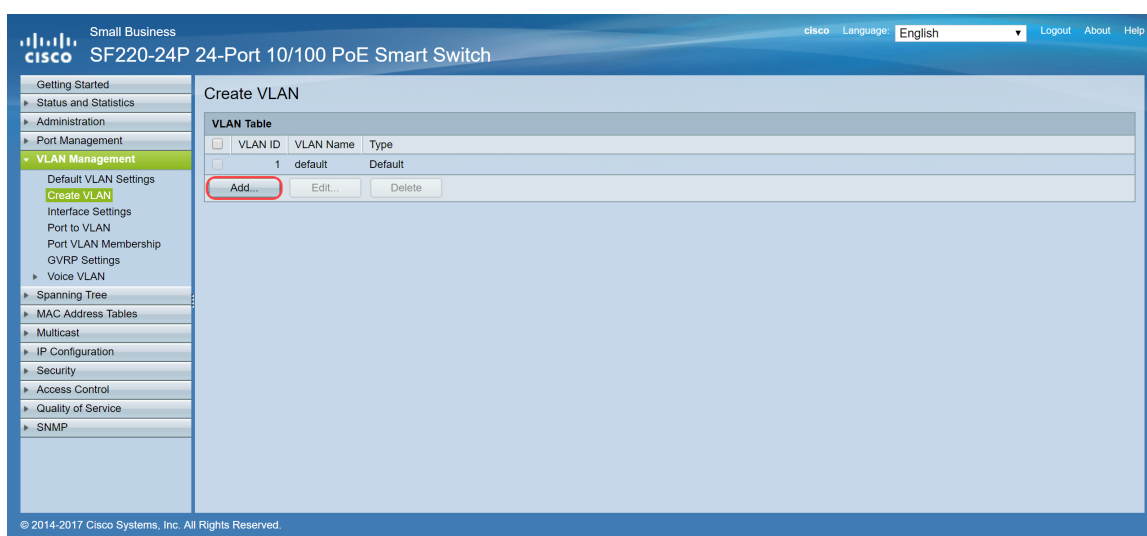 Small Business
cisco SF220-24P 24-Port 10/100 PoE Smart Switch
cisco Language: English Logout About Help
Getting Started
Status and Statistics
Administration
Port Management
VLAN Management
Default VLAN Settings
Create VLAN
Interface Settings
Port to VLAN
Port VLAN Membership
GVRP Settings
Voice VLAN
Spanning Tree
MAC Address Tables
Multicast
IP Configuration
Security
Access Control
Quality of Service
SNMP
Create VLAN
VLAN Table
VLAN ID VLAN Name Type
1 default Default
Add... Edit... Delete
© 2014-2017 Cisco Systems, Inc. All Rights Reserved.